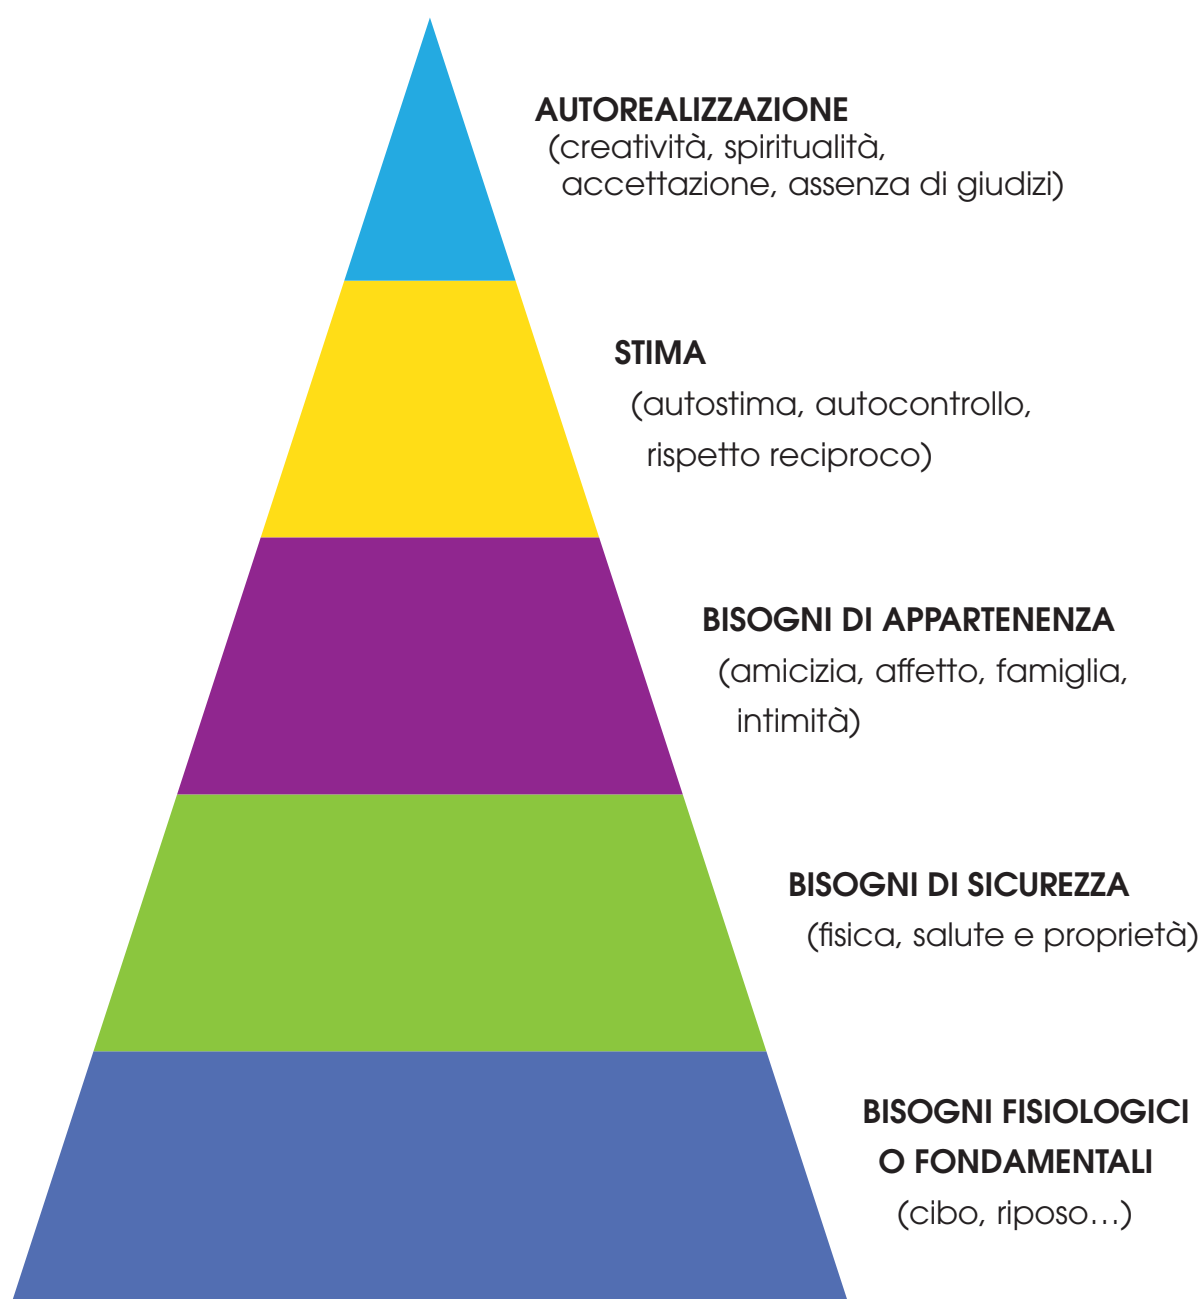 AUTOREALIZZAZIONE
(creatività, spiritualità,
accettazione, assenza di giudizi)
STIMA
(autostima, autocontrollo,
rispetto reciproco)
BISOGNI DI APPARTENENZA
(amicizia, affetto, famiglia,
intimità)
BISOGNI DI SICUREZZA
(fisica, salute e proprietà)
BISOGNI FISIOLOGICI
O FONDAMENTALI
(cibo, riposo…)